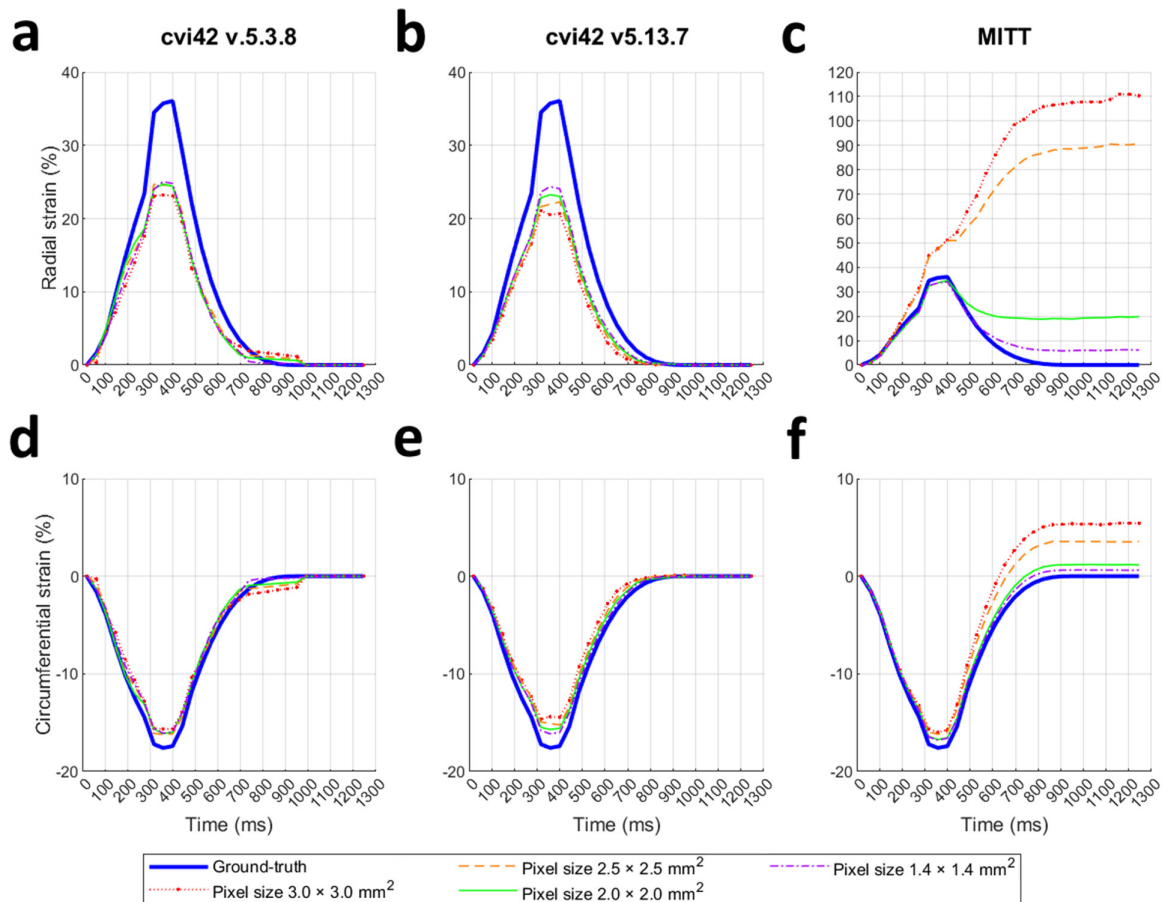 a
cvi42 v.5.3.8
b
cvi42 v5.13.7
c
MITT
Radial strain (%)
40
30
20
10
0
0 100 200 300 400 500 600 700 800 900 1000 1100 1200 1300
40
30
20
10
0
0 100 200 300 400 500 600 700 800 900 1000 1100 1200 1300
120
110
100
90
80
70
60
50
40
30
20
10
0
0 100 200 300 400 500 600 700 800 900 1000 1100 1200 1300
d
e
f
Circumferential strain (%)
10
0
-10
-20
0 100 200 300 400 500 600 700 800 900 1000 1100 1200 1300
Time (ms)
10
0
-10
-20
0 100 200 300 400 500 600 700 800 900 1000 1100 1200 1300
Time (ms)
10
0
-10
-20
0 100 200 300 400 500 600 700 800 900 1000 1100 1200 1300
Time (ms)
Ground-truth
Pixel size 2.5 × 2.5 mm²
Pixel size 1.4 × 1.4 mm²
Pixel size 3.0 × 3.0 mm²
Pixel size 2.0 × 2.0 mm²